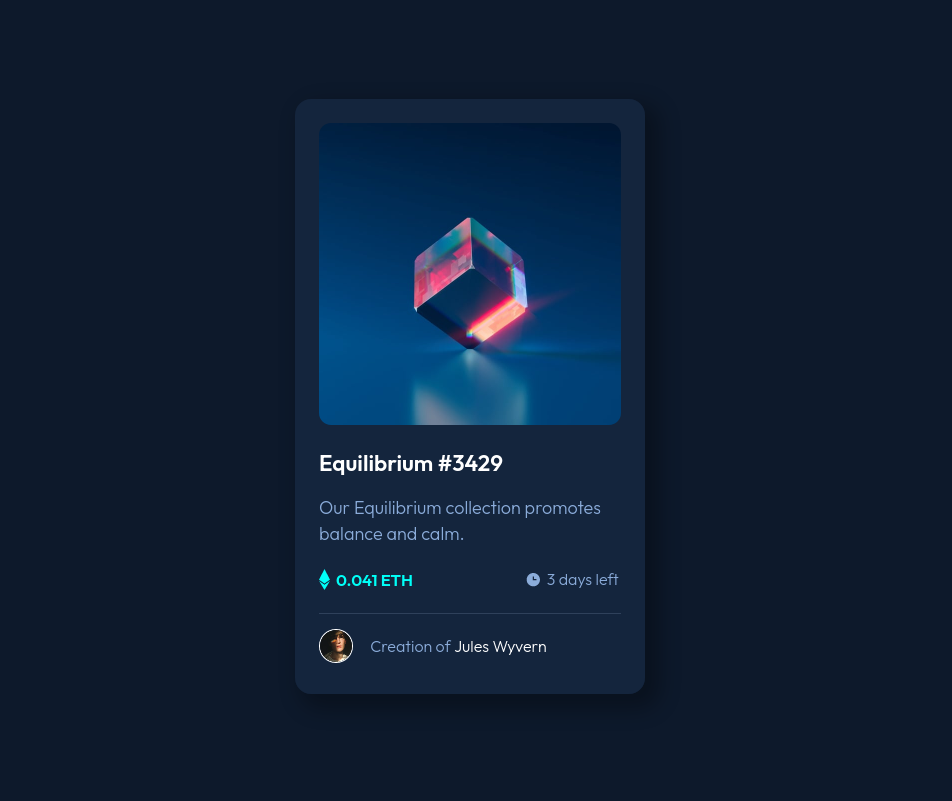 Equilibrium #3429
Our Equilibrium collection promotes
balance and calm.
0.041 ETH
3 days left
Creation of Jules Wyvern